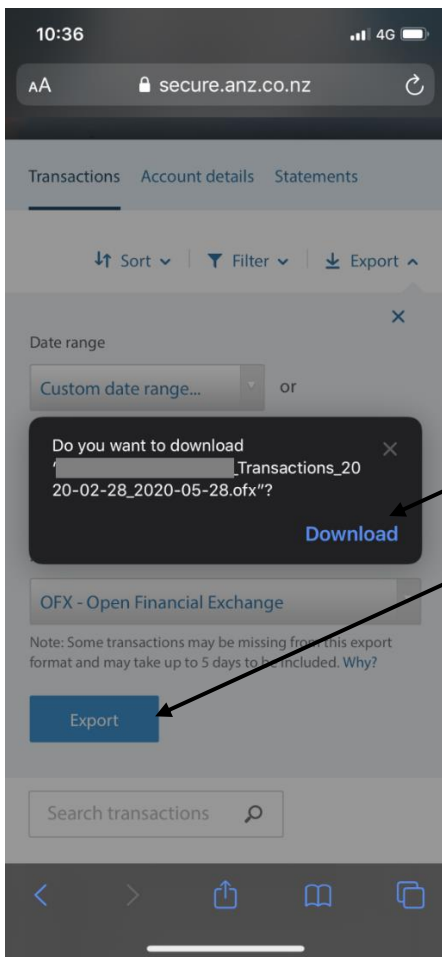 10:36
4G
AA secure.anz.co.nz
Transactions Account details Statements
Sort Filter Export
Date range
Custom date range... or
Do you want to download
“ _Transactions_20
20-02-28_2020-05-28.ofx”?
Download
OFX - Open Financial Exchange
Note: Some transactions may be missing from this export
format and may take up to 5 days to be included. Why?
Export
Search transactions